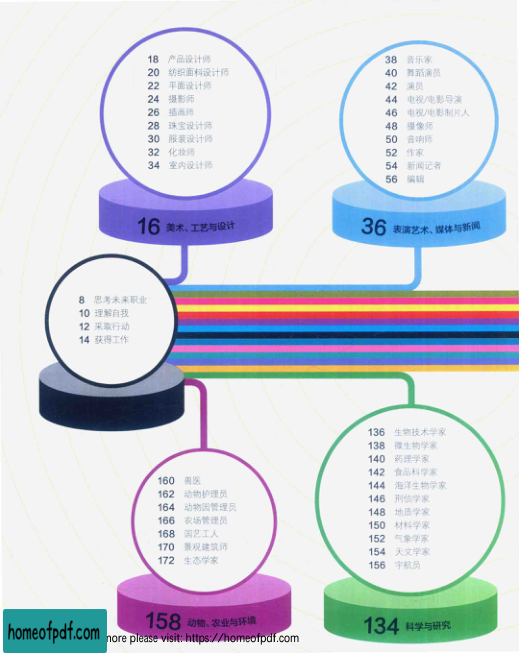 18 产品设计师
20 纺织面料设计师
22 平面设计师
24 摄影师
26 插画师
28 珠宝设计师
30 服装设计师
32 化妆师
34 室内设计师
16 美术、工艺与设计
38 音乐家
40 舞蹈演员
42 演员
44 电视/电影导演
46 电视/电影制片人
48 摄像师
50 音响师
52 作家
54 新闻记者
56 编辑
36 表演艺术、媒体与新闻
8 思考未来职业
10 理解自我
12 采取行动
14 获得工作
160 兽医
162 动物护理员
164 动物园管理员
166 农场管理员
168 园艺工人
170 景观建筑师
172 生态学家
158 动物、农业与环境
136 生物技术学家
138 微生物学家
140 药理学家
142 食品科学家
144 海洋生物学家
146 刑侦学家
148 地质学家
150 材料学家
152 气象学家
154 天文学家
156 宇航员
134 科学与研究
homeofpdf.com
more please visit: https://homeofpdf.com